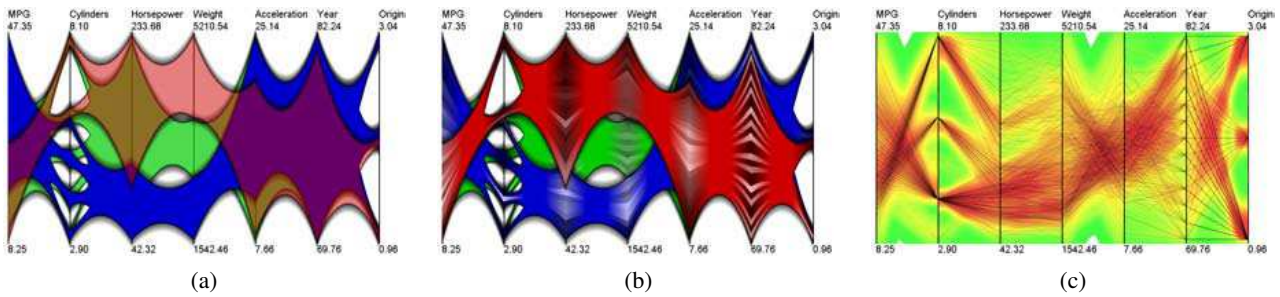 MPG Cylinders Horsepower Weight Acceleration Year Origin
47.35 8.10 233.68 5210.54 25.14 82.24 3.04
8.25 2.90 42.32 1542.46 7.66 69.76 0.96
(a)
MPG Cylinders Horsepower Weight Acceleration Year Origin
47.35 8.10 233.68 5210.54 25.14 82.24 3.04
8.25 2.90 42.32 1542.46 7.66 69.76 0.96
(b)
MPG Cylinders Horsepower Weight Acceleration Year Origin
47.35 8.10 233.68 5210.54 25.14 82.24 3.04
8.25 2.90 42.32 1542.46 7.66 69.76 0.96
(c)